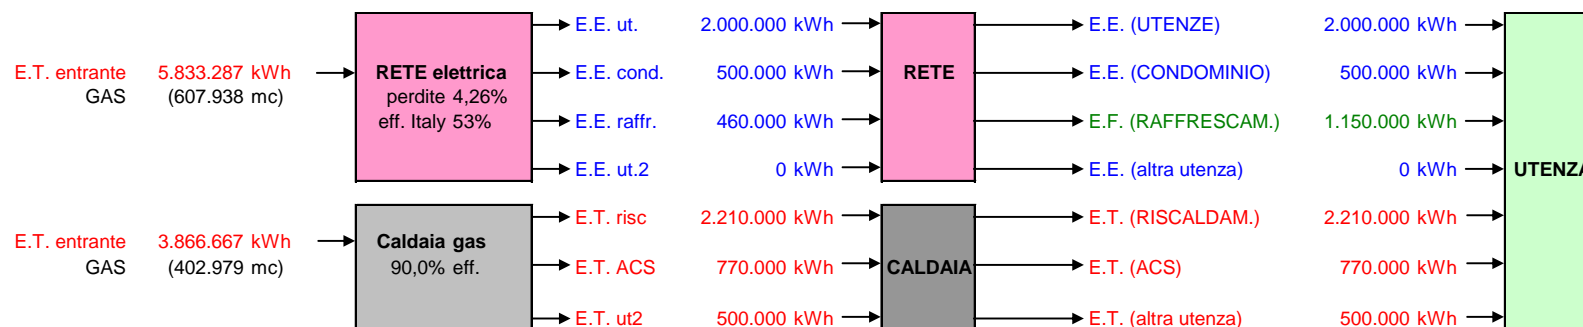 E.E. ut. 2.000.000 kWh E.E. (UTENZE) 2.000.000 kWh
E.T. entrante 5.833.287 kWh RETE elettrica E.E. cond. 500.000 kWh RETE E.E. (CONDOMINIO) 500.000 kWh
GAS (607.938 mc) perdite 4,26%
eff. Italy 53% E.E. raffr. 460.000 kWh E.F. (RAFFRESCAM.) 1.150.000 kWh
E.E. ut.2 0 kWh E.E. (altra utenza) 0 kWh UTENZA
E.T. risc 2.210.000 kWh E.T. (RISCALDAM.) 2.210.000 kWh
E.T. entrante 3.866.667 kWh Caldaia gas
GAS (402.979 mc) 90,0% eff. E.T. ACS 770.000 kWh CALDAIA E.T. (ACS) 770.000 kWh
E.T. ut2 500.000 kWh E.T. (altra utenza) 500.000 kWh